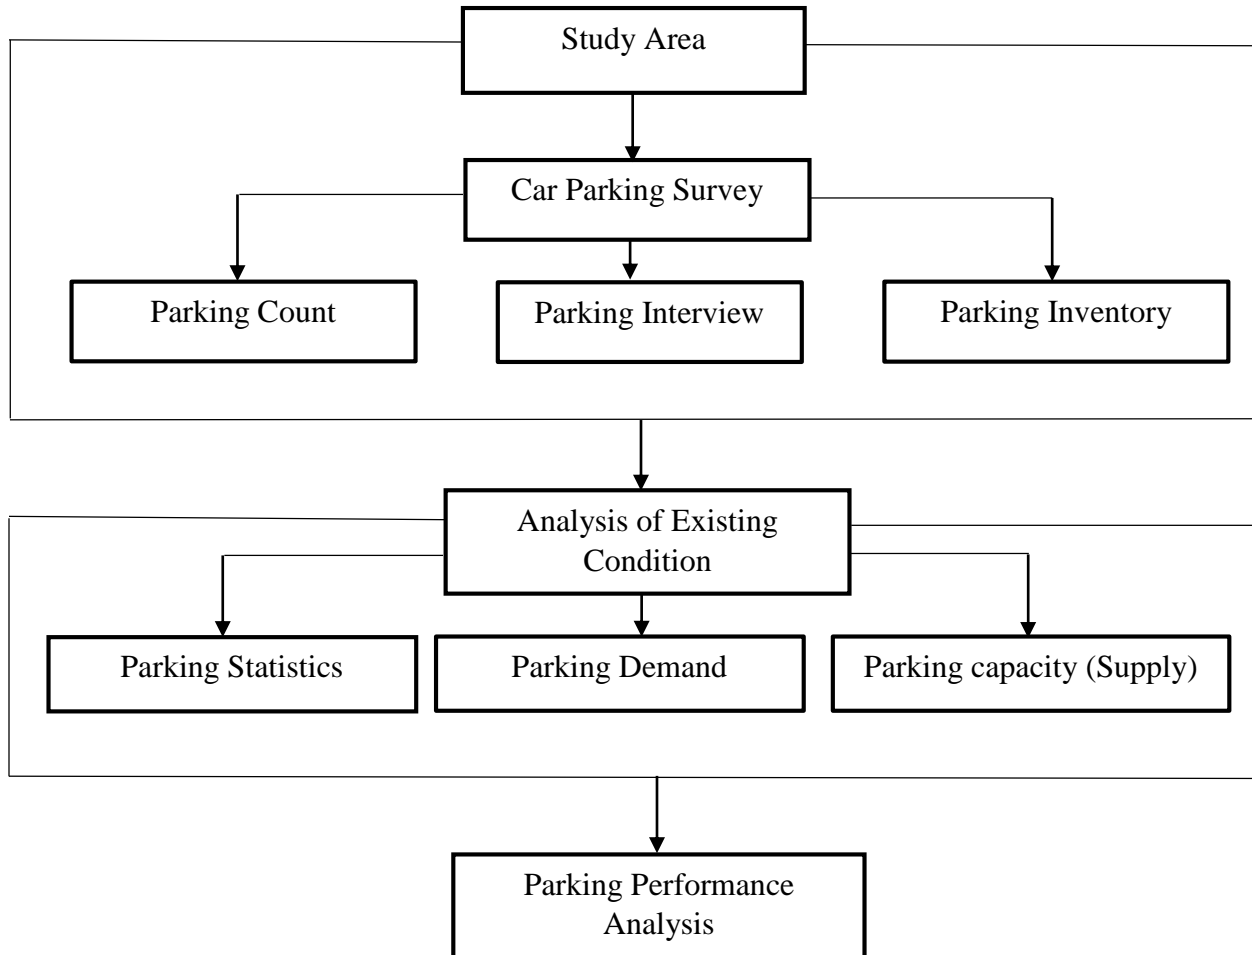 Study Area
Car Parking Survey
Parking Count
Parking Interview
Parking Inventory
Analysis of Existing
Condition
Parking Statistics
Parking Demand
Parking capacity (Supply)
Parking Performance
Analysis